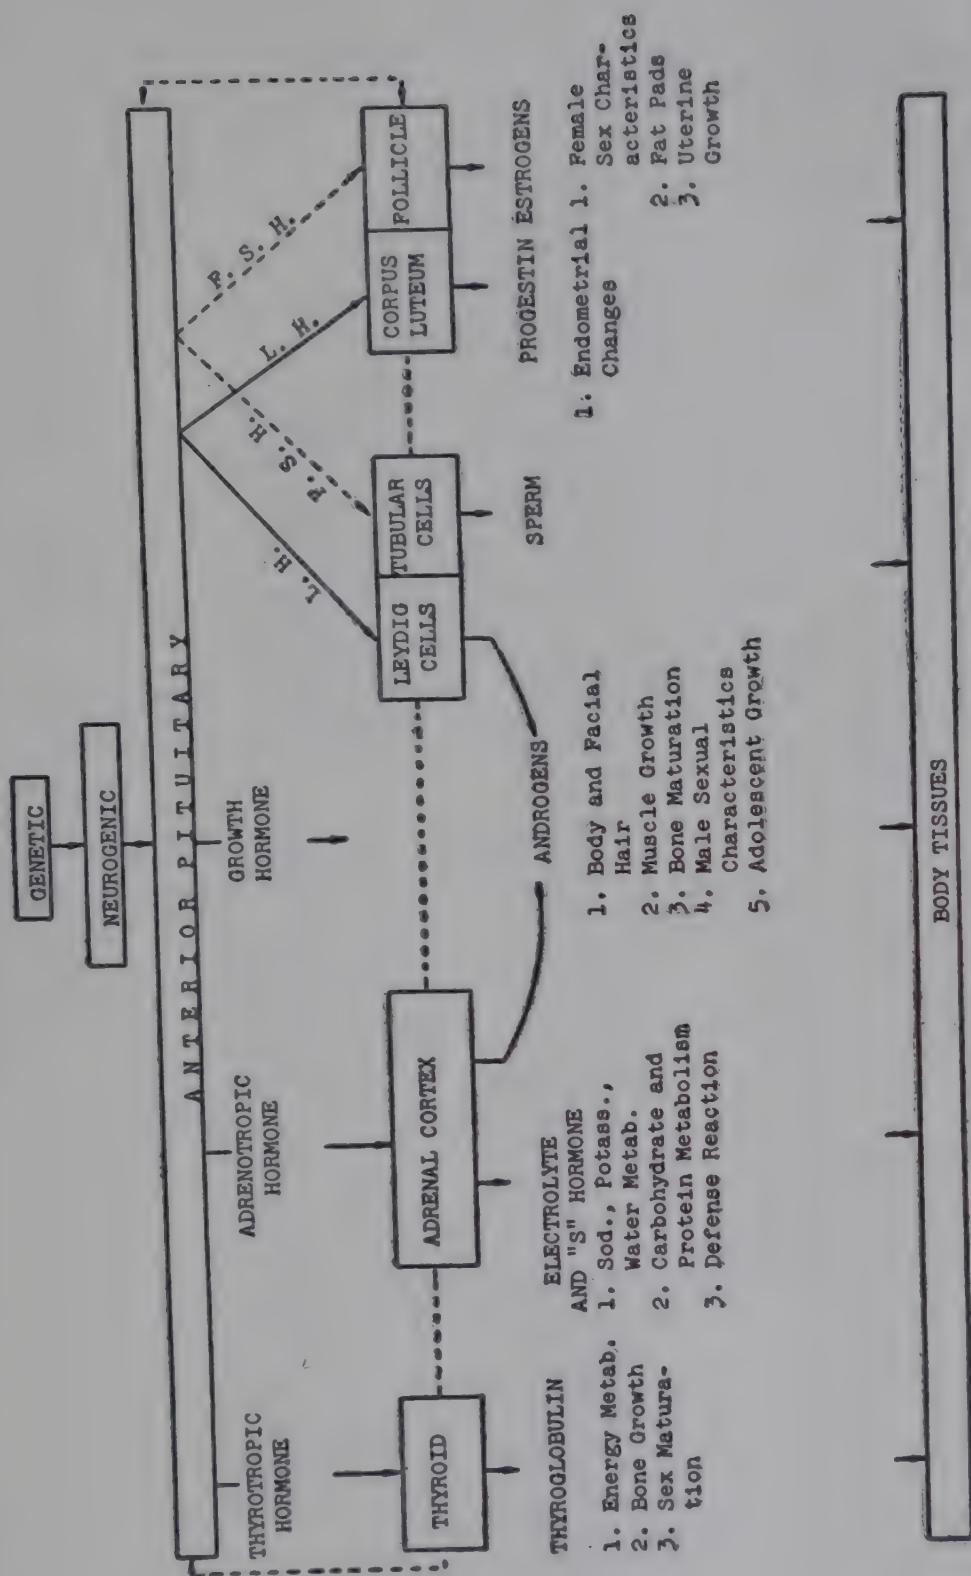 GENETIC
NEUROGENIC
ANTERIOR PITUITARY
THYROTROPIC
HORMONE
ADRENOTROPIC
HORMONE
GROWTH
HORMONE
L. H.
F. S. H.
L. H.
F. S. H.
THYROID
ADRENAL CORTEX
LEYDIG
CELLS
TUBULAR
CELLS
CORPUS
LUTEUM
FOLLICLE
THYROGLOBULIN
1. Energy Metab.
2. Bone Growth
3. Sex Matura-
tion
ELECTROLYTE
AND "S" HORMONE
1. Sod., Potass.,
Water Metab.
2. Carbohydrate and
Protein Metabolism
3. Defense Reaction
ANDROGENS
1. Body and Facial
Hair
2. Muscle Growth
3. Bone Maturation
4. Male Sexual
Characteristics
5. Adolescent Growth
SPERM
PROGESTIN
1. Endometrial
Changes
ESTROGENS
1. Female
Sex Char-
acteristics
2. Fat Pads
3. Uterine
Growth
BODY TISSUES